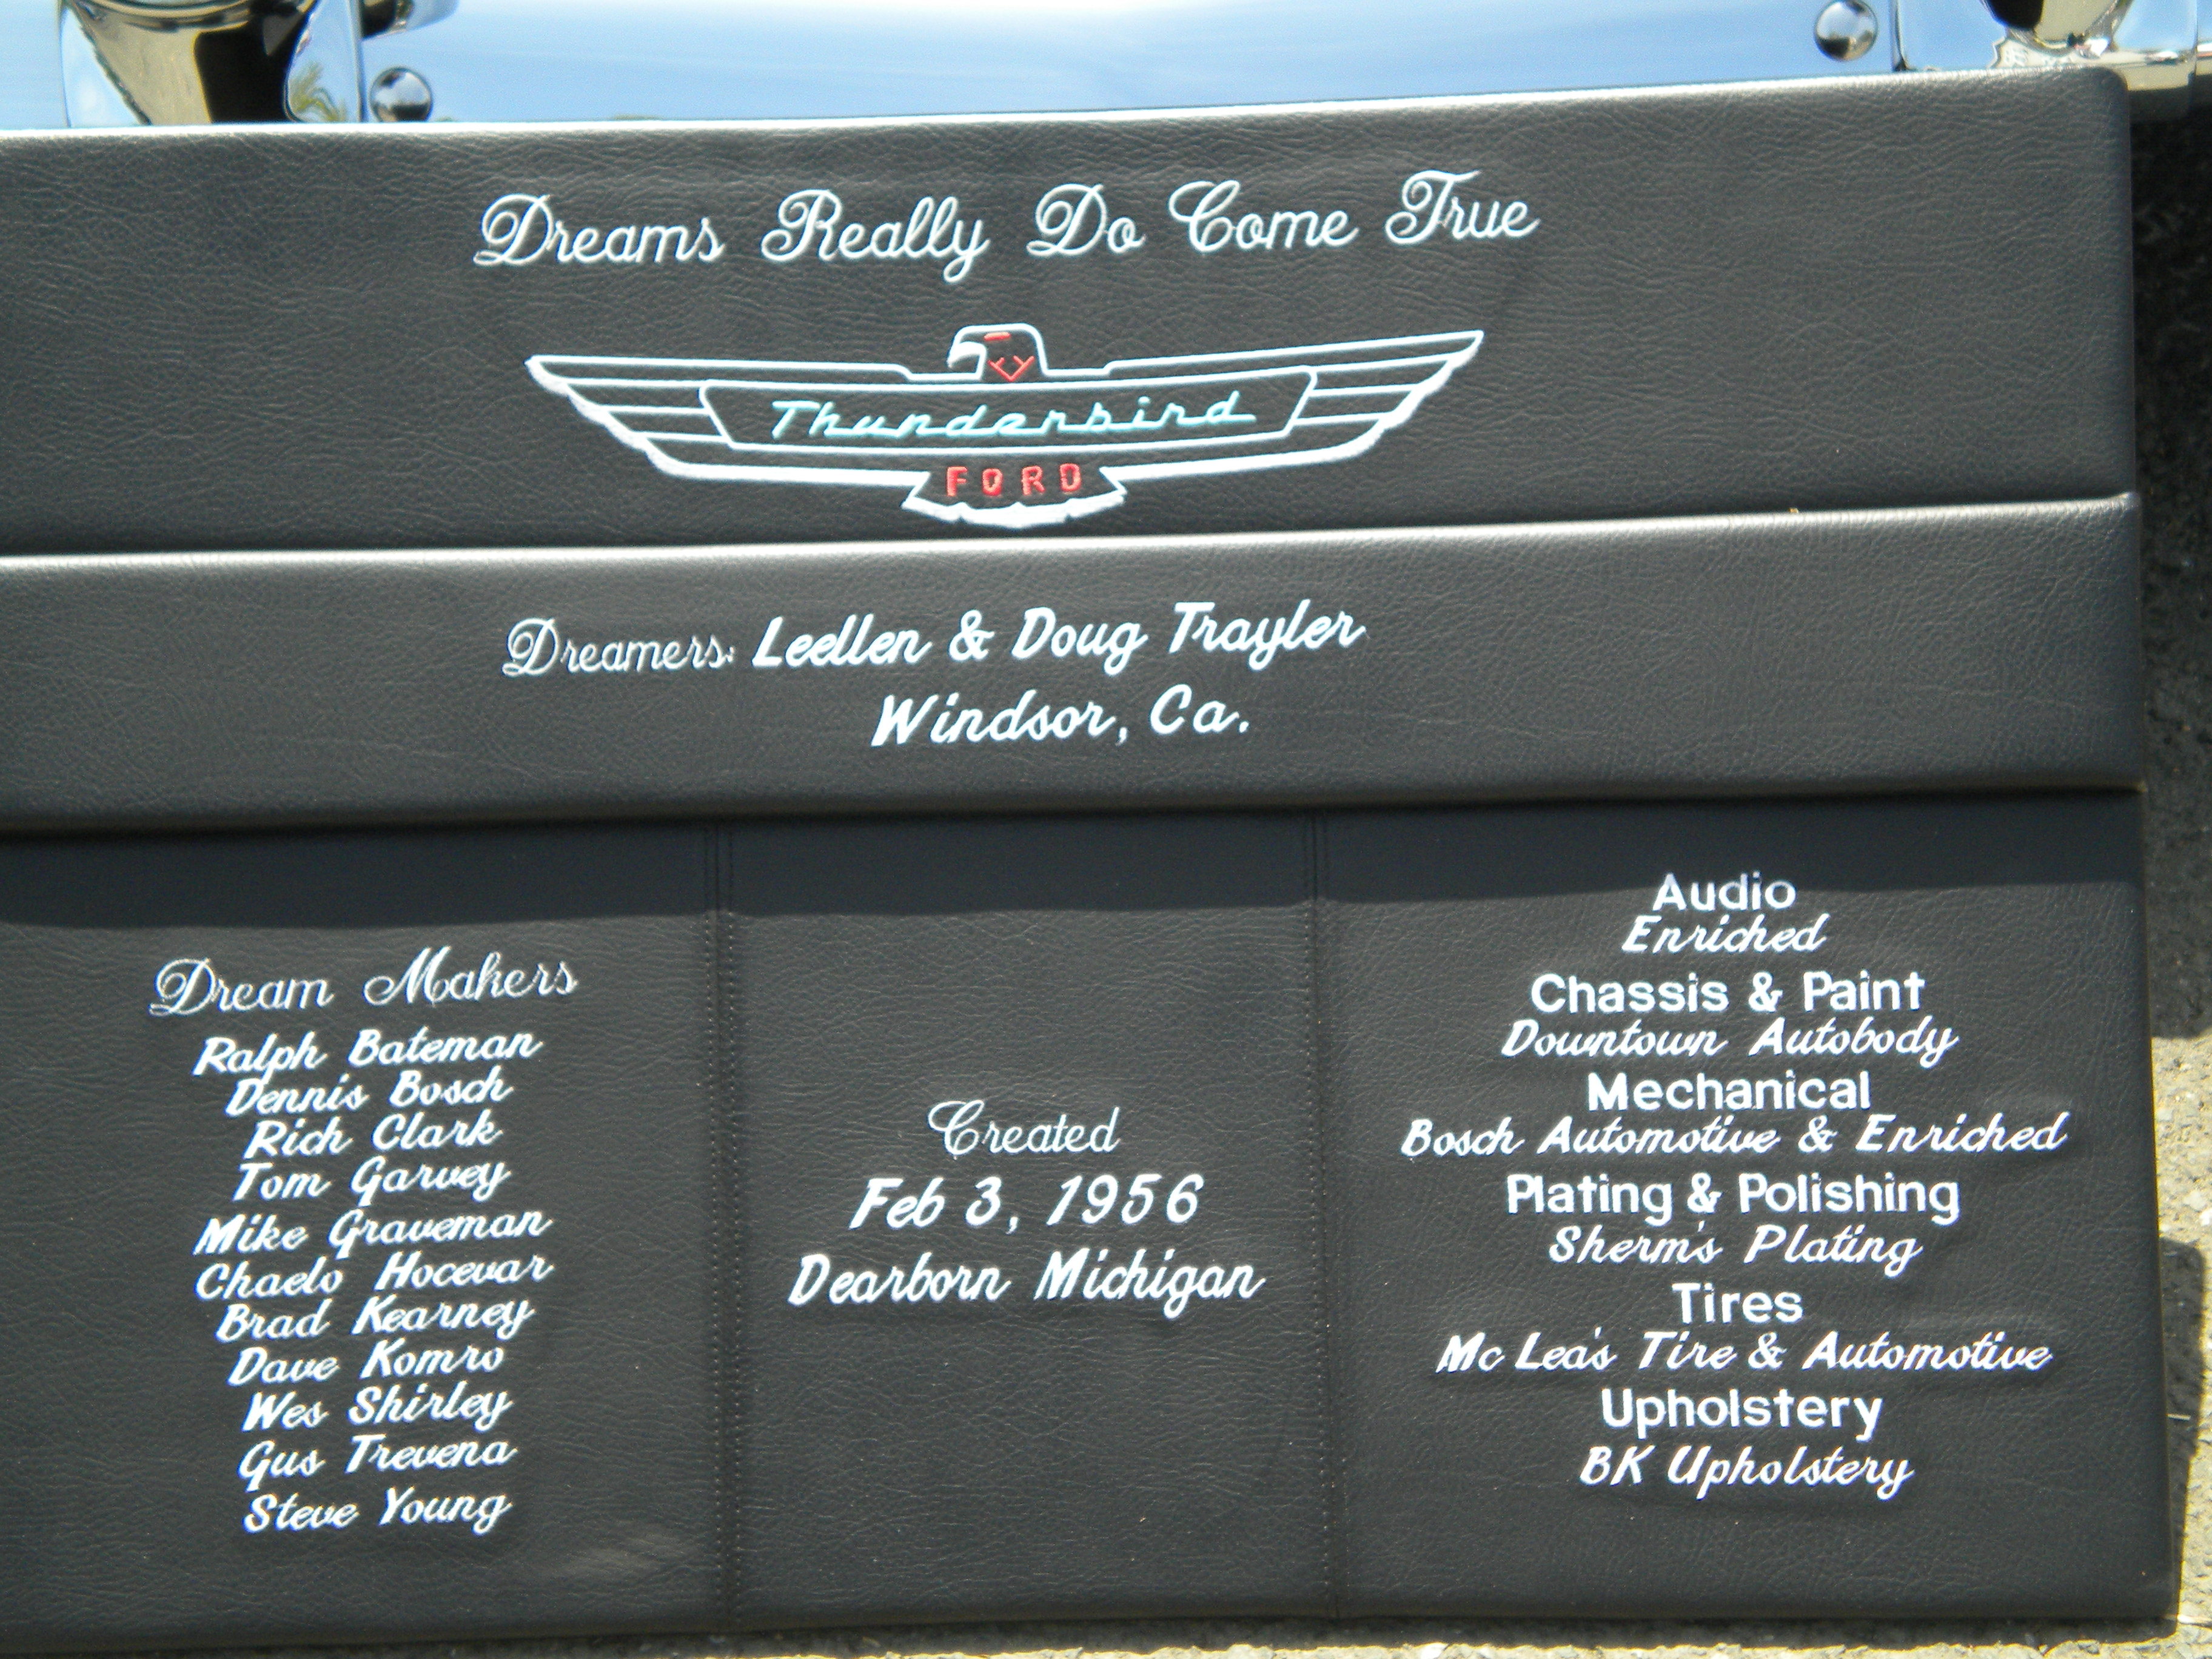 Dreams Really Do Come True
Thunderbird
FORD
Dreamers: Leellen & Doug Trayler
Windsor, Ca.
Dream Makers
Ralph Bateman
Dennis Bosch
Rich Clark
Tom Garvey
Mike Graveman
Chaelo Hocevar
Brad Kearney
Dave Komro
Wes Shirley
Gus Trevena
Steve Young
Created
Feb 3, 1956
Dearborn Michigan
Audio
Enriched
Chassis & Paint
Downtown Autobody
Mechanical
Bosch Automotive & Enriched
Plating & Polishing
Sherm's Plating
Tires
Mc Lea's Tire & Automotive
Upholstery
BK Upholstery